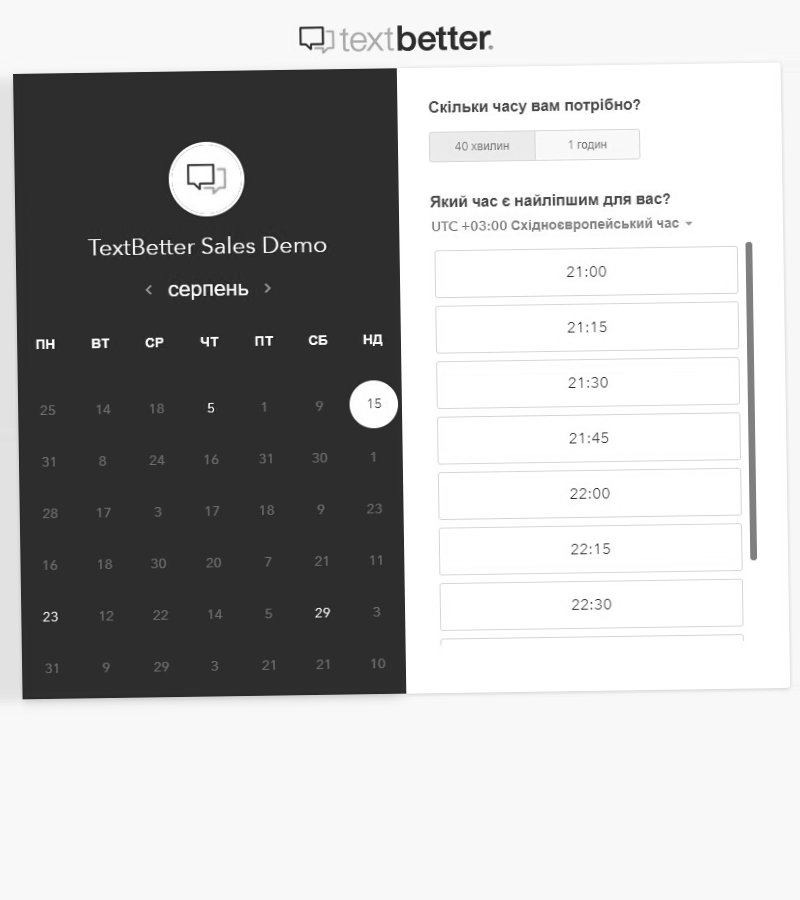 textbetter.
TextBetter Sales Demo
серпень
ПН ВТ СР ЧТ ПТ СБ НД
25 14 18 5 1 9 15
31 8 24 16 31 30 1
28 17 3 17 18 9 23
16 18 30 20 7 21 11
23 12 22 14 5 29 3
31 9 29 3 21 21 10
Скільки часу вам потрібно?
40 хвилин 1 годин
Який час є найліпшим для вас?
UTC +03:00 Східноєвропейський час
21:00
21:15
21:30
21:45
22:00
22:15
22:30